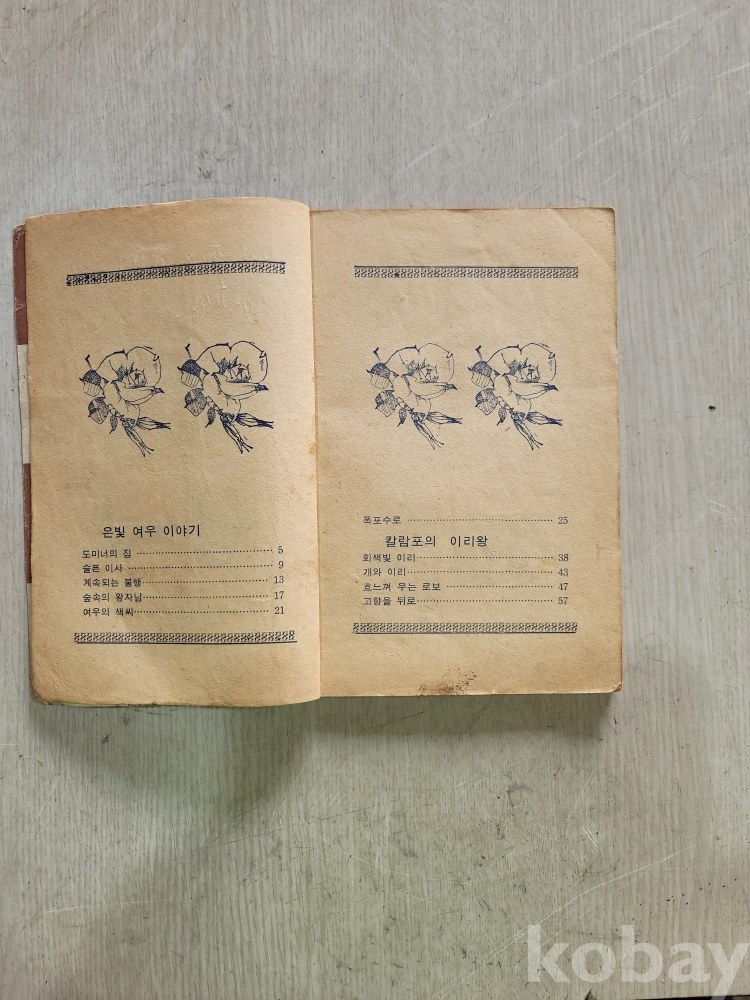 은빛 여우 이야기
도미너의 집 5
슬픈 이사 9
계속되는 불행 13
숲속의 왕자님 17
여우의 색씨 21
폭포수로 25
칼람포의 이리왕
회색빛 이리 38
개와 이리 43
흐느껴 우는 로보 47
고향을 뒤로 57
kobay